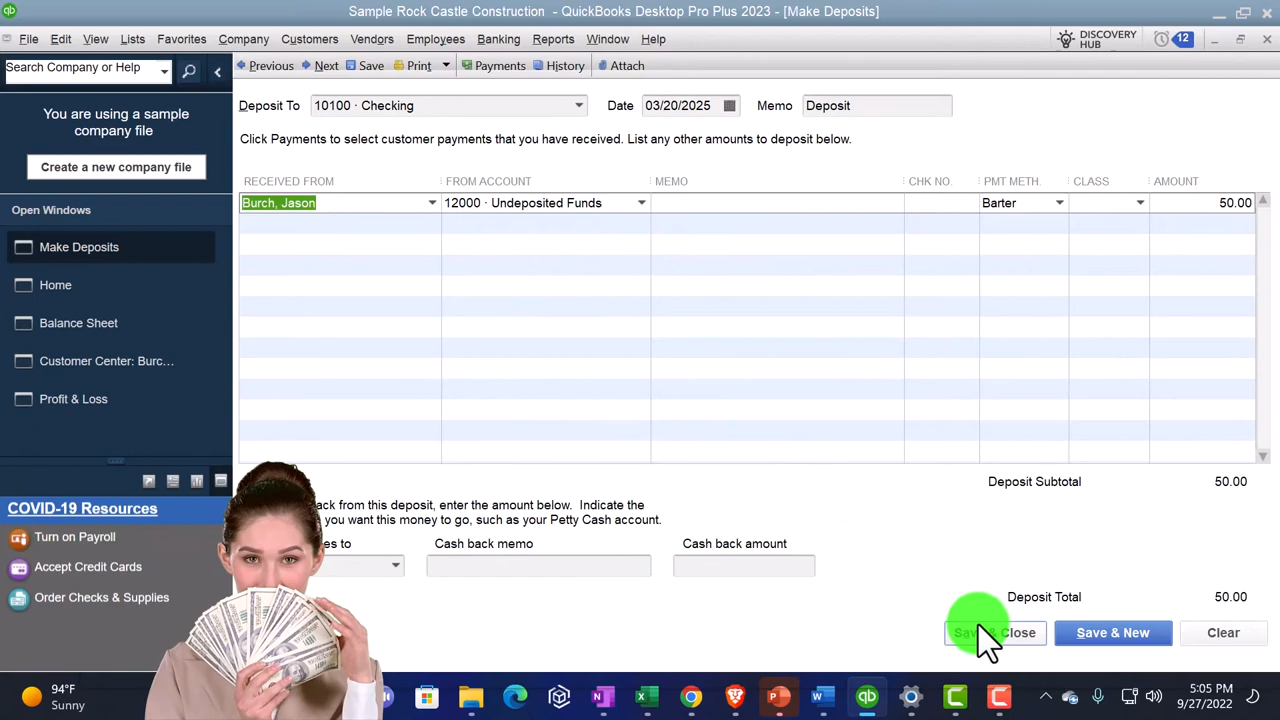 Sample Rock Castle Construction - QuickBooks Desktop Pro Plus 2023 - [Make Deposits]
File Edit View Lists Favorites Company Customers Vendors Employees Banking Reports Window Help
DISCOVERY HUB
12
Search Company or Help
Previous Next Save Print Payments History Attach
You are using a sample
company file
Create a new company file
Open Windows
Make Deposits
Home
Balance Sheet
Customer Center: Burc...
Profit & Loss
COVID-19 Resources
Turn on Payroll
Accept Credit Cards
Order Checks & Supplies
Deposit To 10100 · Checking Date 03/20/2025 Memo Deposit
Click Payments to select customer payments that you have received. List any other amounts to deposit below.
RECEIVED FROM FROM ACCOUNT MEMO CHK NO. PMT METH. CLASS AMOUNT
Burch, Jason 12000 · Undeposited Funds Barter 50.00
Deposit Subtotal 50.00
back from this deposit, enter the amount below. Indicate the
you want this money to go, such as your Petty Cash account.
to Cash back memo Cash back amount
Deposit Total 50.00
Save & Close Save & New Clear
94°F
Sunny
5:05 PM
9/27/2022